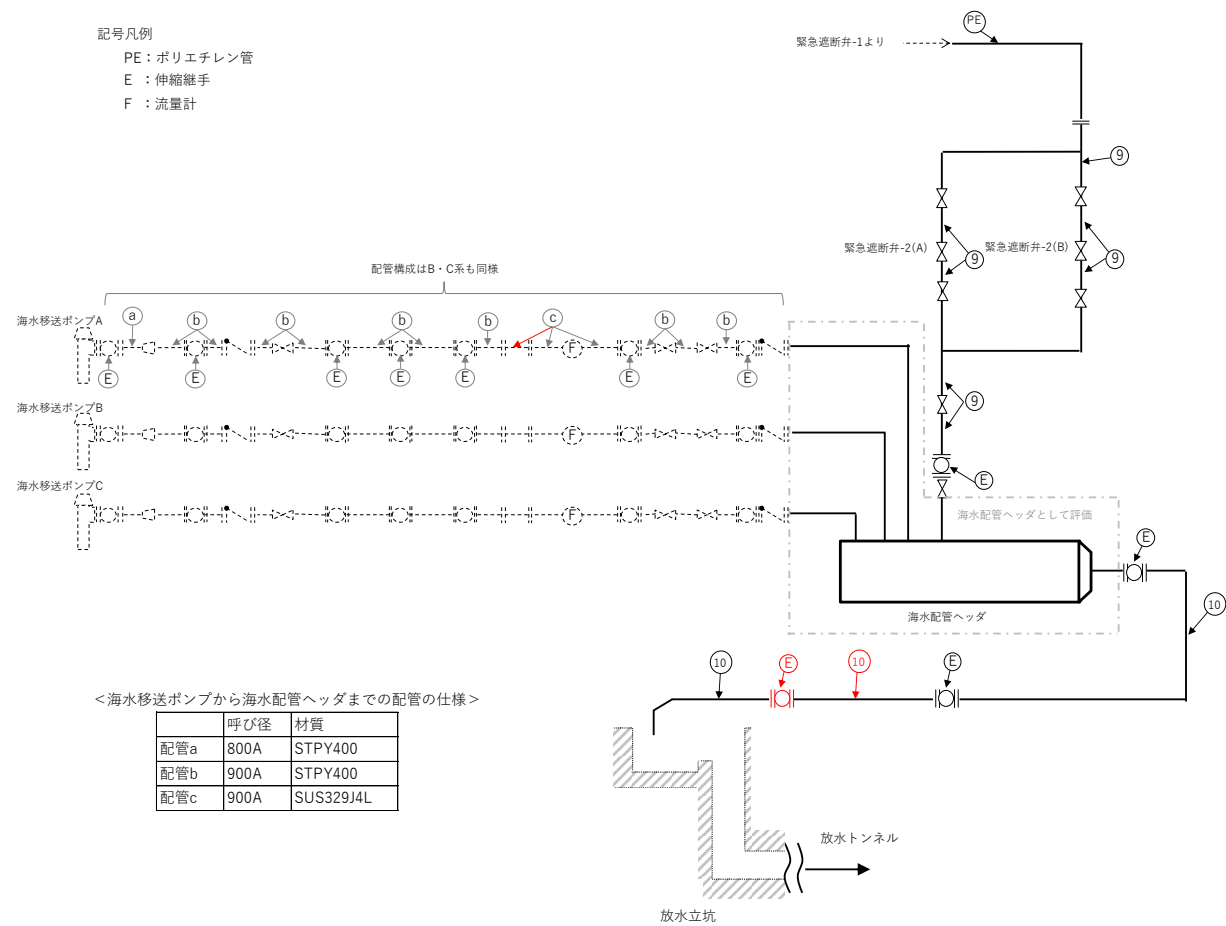 記号凡例
PE：ポリエチレン管
E ：伸縮継手
F ：流量計
緊急遮断弁-1より
PE
9
緊急遮断弁-2(A)
緊急遮断弁-2(B)
9
9
配管構成はB・C系も同様
海水移送ポンプA
a
b
b
b
b
c
b
b
F
E
E
E
E
E
E
E
海水移送ポンプB
F
9
E
海水移送ポンプC
F
海水配管ヘッダとして評価
E
海水配管ヘッダ
10
10
E
10
E
＜海水移送ポンプから海水配管ヘッダまでの配管の仕様＞
呼び径 材質
配管a 800A STPY400
配管b 900A STPY400
配管c 900A SUS329J4L
放水トンネル
放水立坑